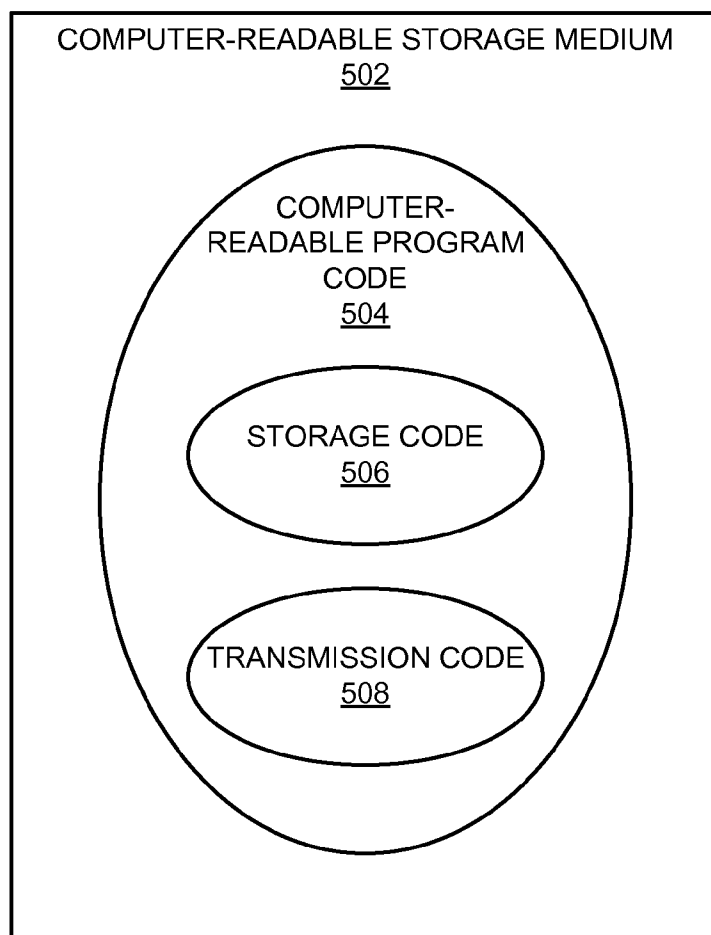 COMPUTER-READABLE STORAGE MEDIUM
502
COMPUTER-
READABLE PROGRAM
CODE
504
STORAGE CODE
506
TRANSMISSION CODE
508